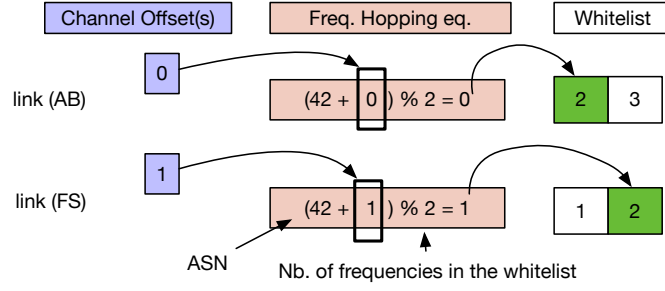 Channel Offset(s) Freq. Hopping eq. Whitelist
0
link (AB) (42 + 0 ) % 2 = 0 2 3
1
link (FS) (42 + 1 ) % 2 = 1 1 2
ASN
Nb. of frequencies in the whitelist